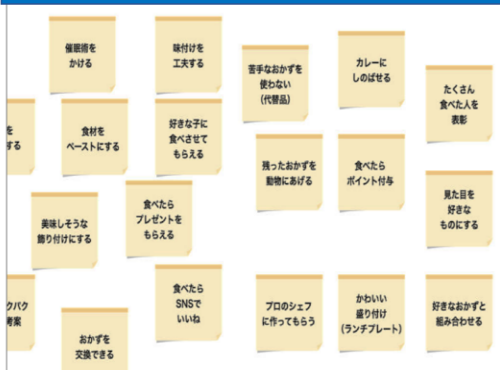 催眠術を
かける
味付けを
工夫する
苦手なおかずを
使わない
（代替品）
カレーに
しのばせる
たくさん
食べた人を
表彰
を
する
食材を
ペーストにする
好きな子に
食べさせて
もらえる
残ったおかずを
動物にあげる
食べたら
ポイント付与
見た目を
好きな
ものにする
美味しそうな
飾り付けにする
食べたら
プレゼントを
もらえる
クパク
考案
おかずを
交換できる
食べたら
SNSで
いいね
プロのシェフ
に作ってもらう
かわいい
盛り付け
（ランチプレート）
好きなおかずと
組み合わせる